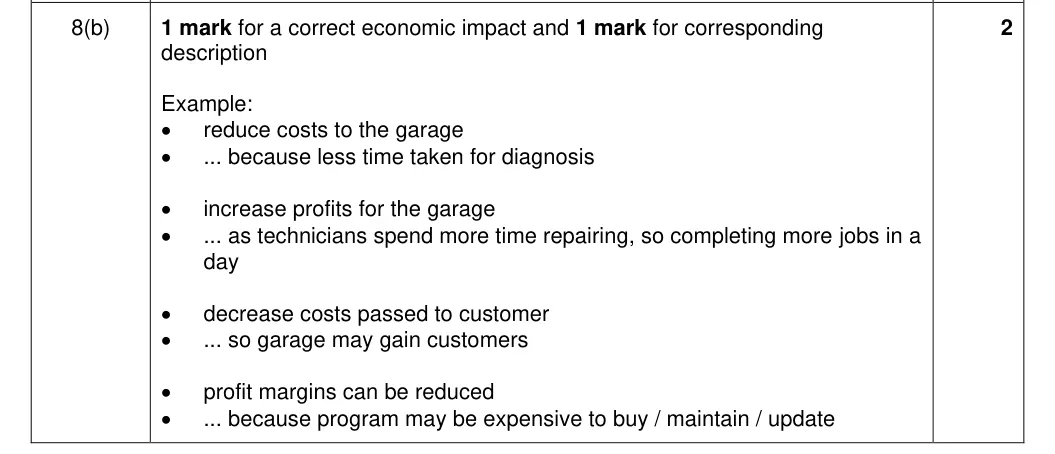 8(b)
1 mark for a correct economic impact and 1 mark for corresponding
description
2
Example:
• reduce costs to the garage
• ... because less time taken for diagnosis
• increase profits for the garage
• ... as technicians spend more time repairing, so completing more jobs in a
day
• decrease costs passed to customer
• ... so garage may gain customers
• profit margins can be reduced
• ... because program may be expensive to buy / maintain / update